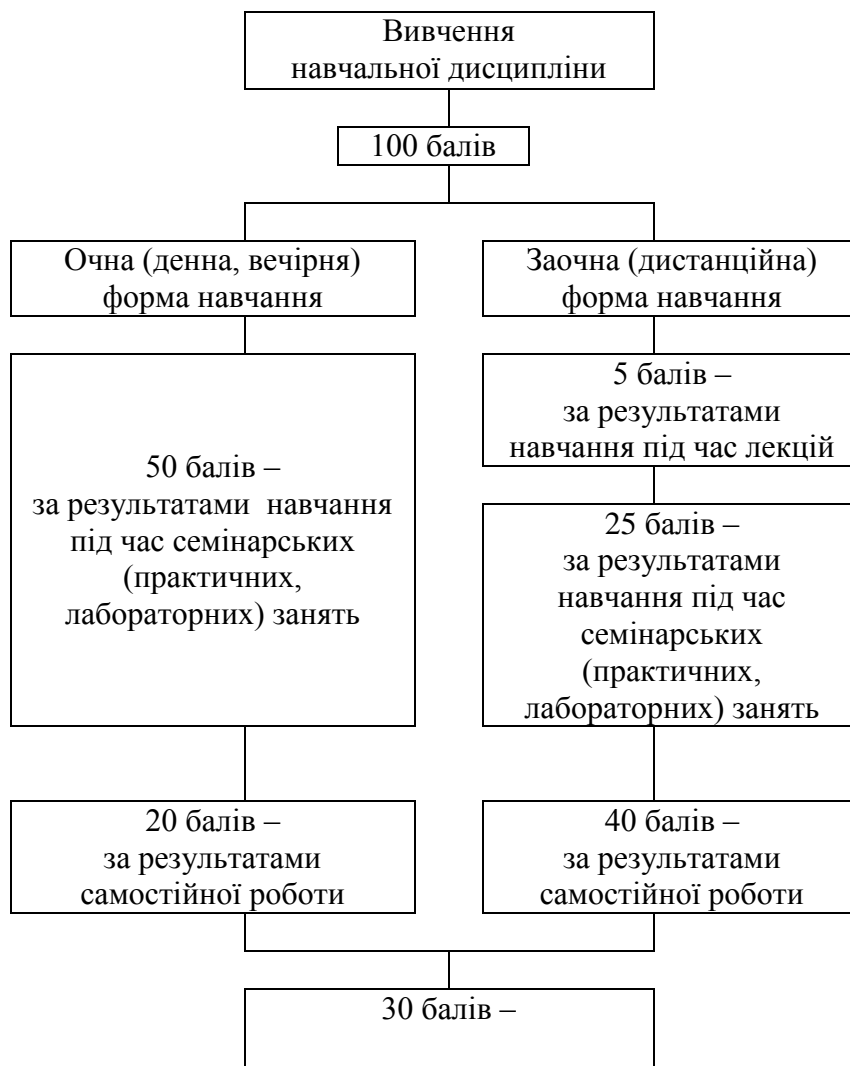 Вивчення
навчальної дисципліни
100 балів
Очна (денна, вечірня)
форма навчання
Заочна (дистанційна)
форма навчання
50 балів –
за результатами навчання
під час семінарських
(практичних,
лабораторних) занять
5 балів –
за результатами
навчання під час лекцій
25 балів –
за результатами
навчання під час
семінарських
(практичних,
лабораторних) занять
20 балів –
за результатами
самостійної роботи
40 балів –
за результатами
самостійної роботи
30 балів –